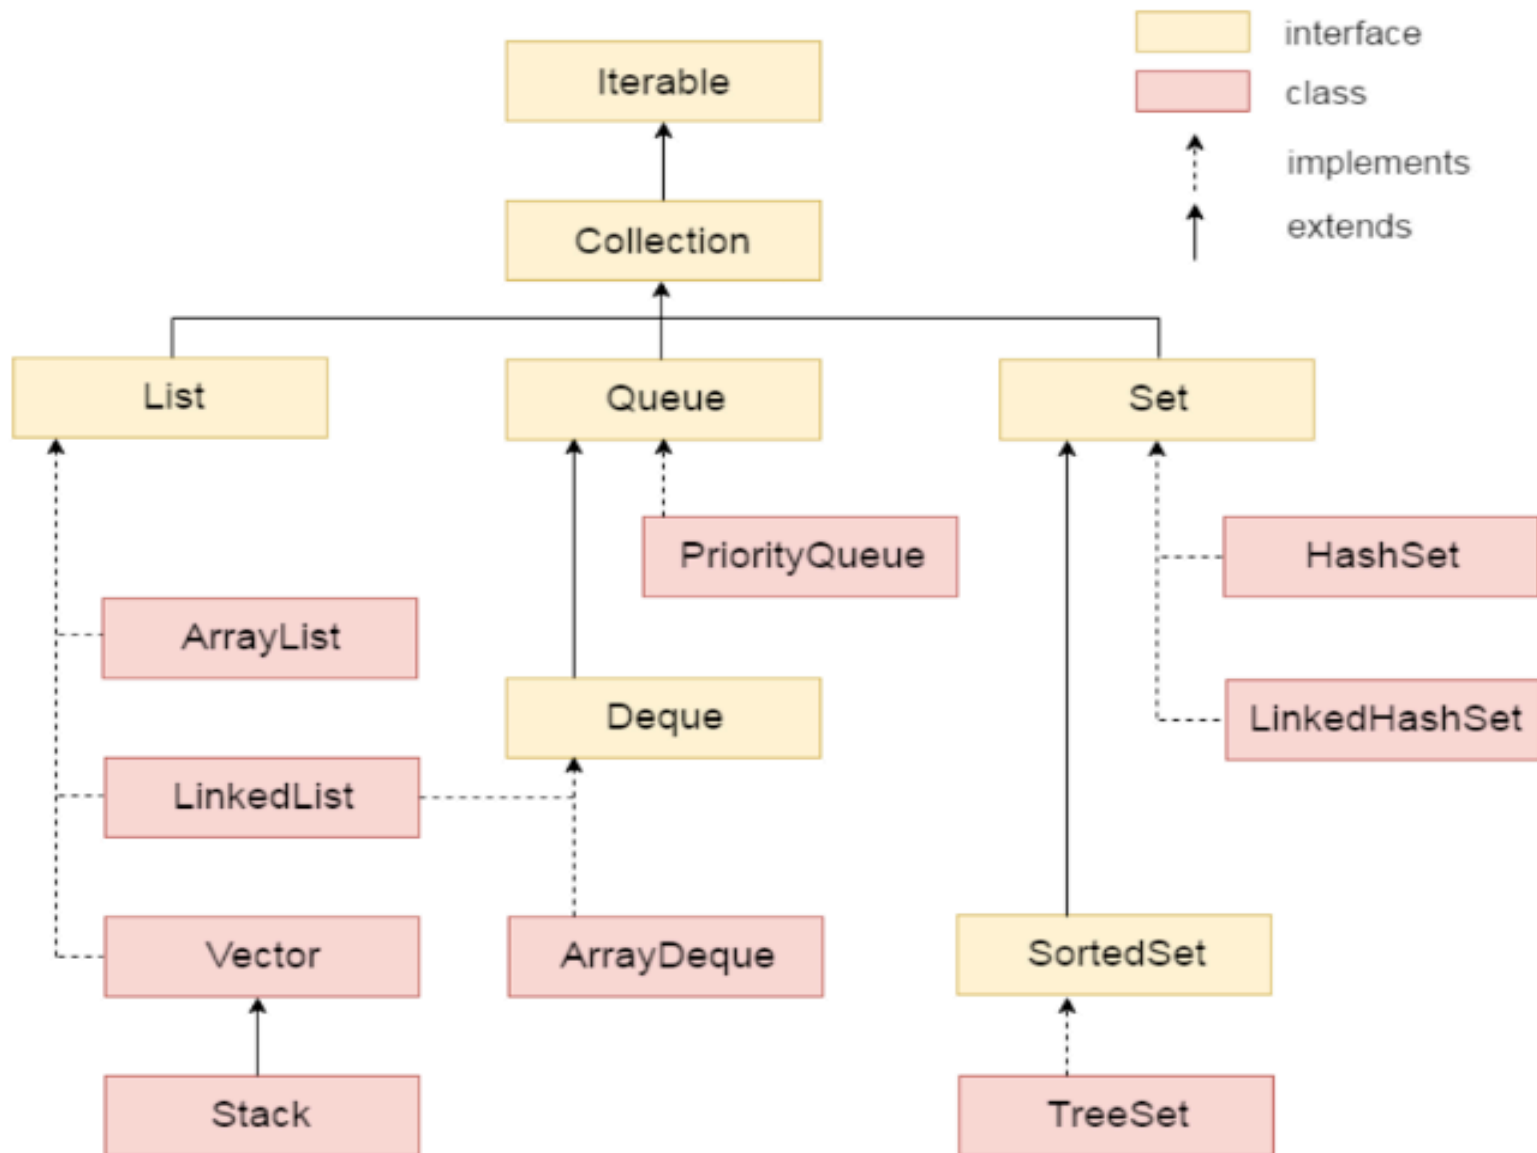 interface
Iterable
class
implements
extends
Collection
List
Queue
Set
PriorityQueue
HashSet
ArrayList
Deque
LinkedHashSet
LinkedList
Vector
ArrayDeque
SortedSet
Stack
TreeSet